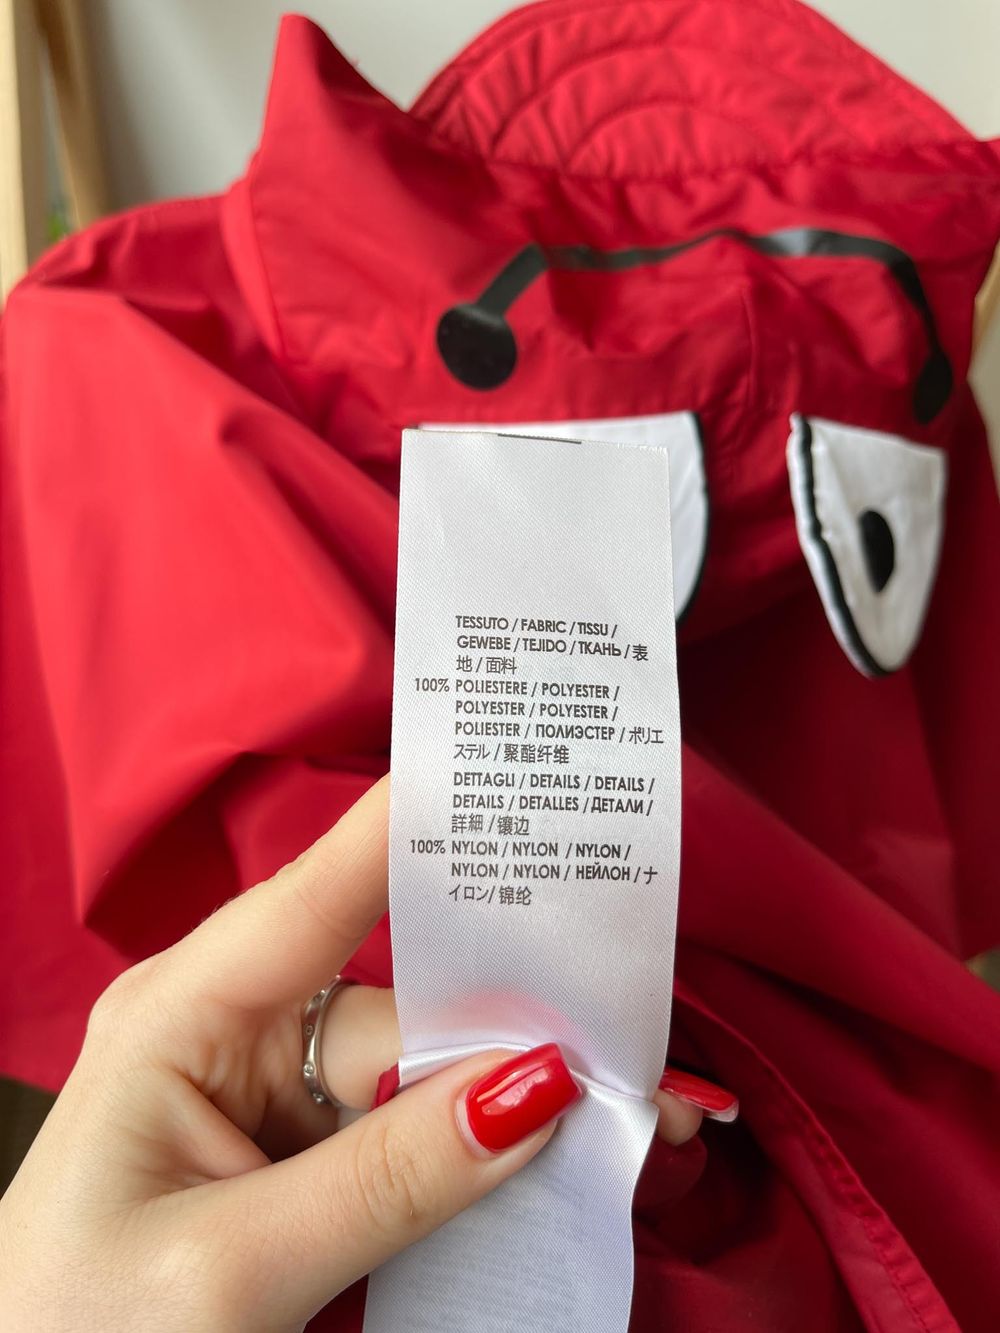 TESSUTO / FABRIC / TISSU /
GEWEBE / TEJIDO / ТКАНЬ / 表
地 / 面料
100% POLIESTERE / POLYESTER /
POLYESTER / POLYESTER /
POLIESTER / ПОЛИЭСТЕР / ポリエ
ステル / 聚酯纤维
DETTAGLI / DETAILS / DETAILS /
DETAILS / DETALLES / ДЕТАЛИ /
詳細 / 镶边
100% NYLON / NYLON / NYLON /
NYLON / NYLON / НЕЙЛОН / ナ
イロン/ 锦纶